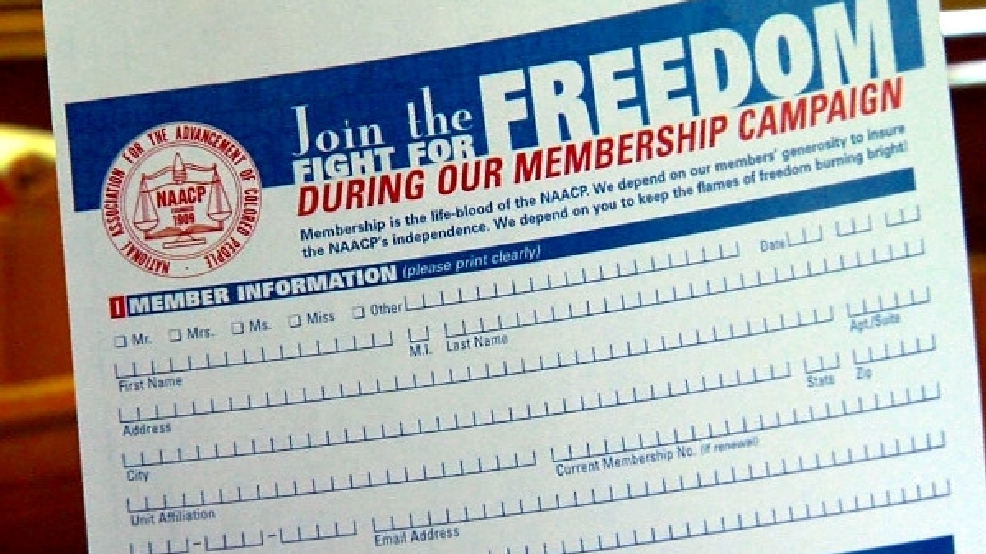 Join the FREEDOM
FIGHT FOR
DURING OUR MEMBERSHIP CAMPAIGN
Membership is the life-blood of the NAACP. We depend on our members' generosity to insure
the NAACP's independence. We depend on you to keep the flames of freedom burning bright!
NATIONAL ASSOCIATION FOR THE ADVANCEMENT OF COLORED PEOPLE
NAACP
1909
1 MEMBER INFORMATION (please print clearly)
Mr. Mrs. Ms. Miss Other Date
First Name M.I. Last Name
Address Apt./Suite
City State Zip
Unit Affiliation Current Membership No. (if renewal)
Email Address